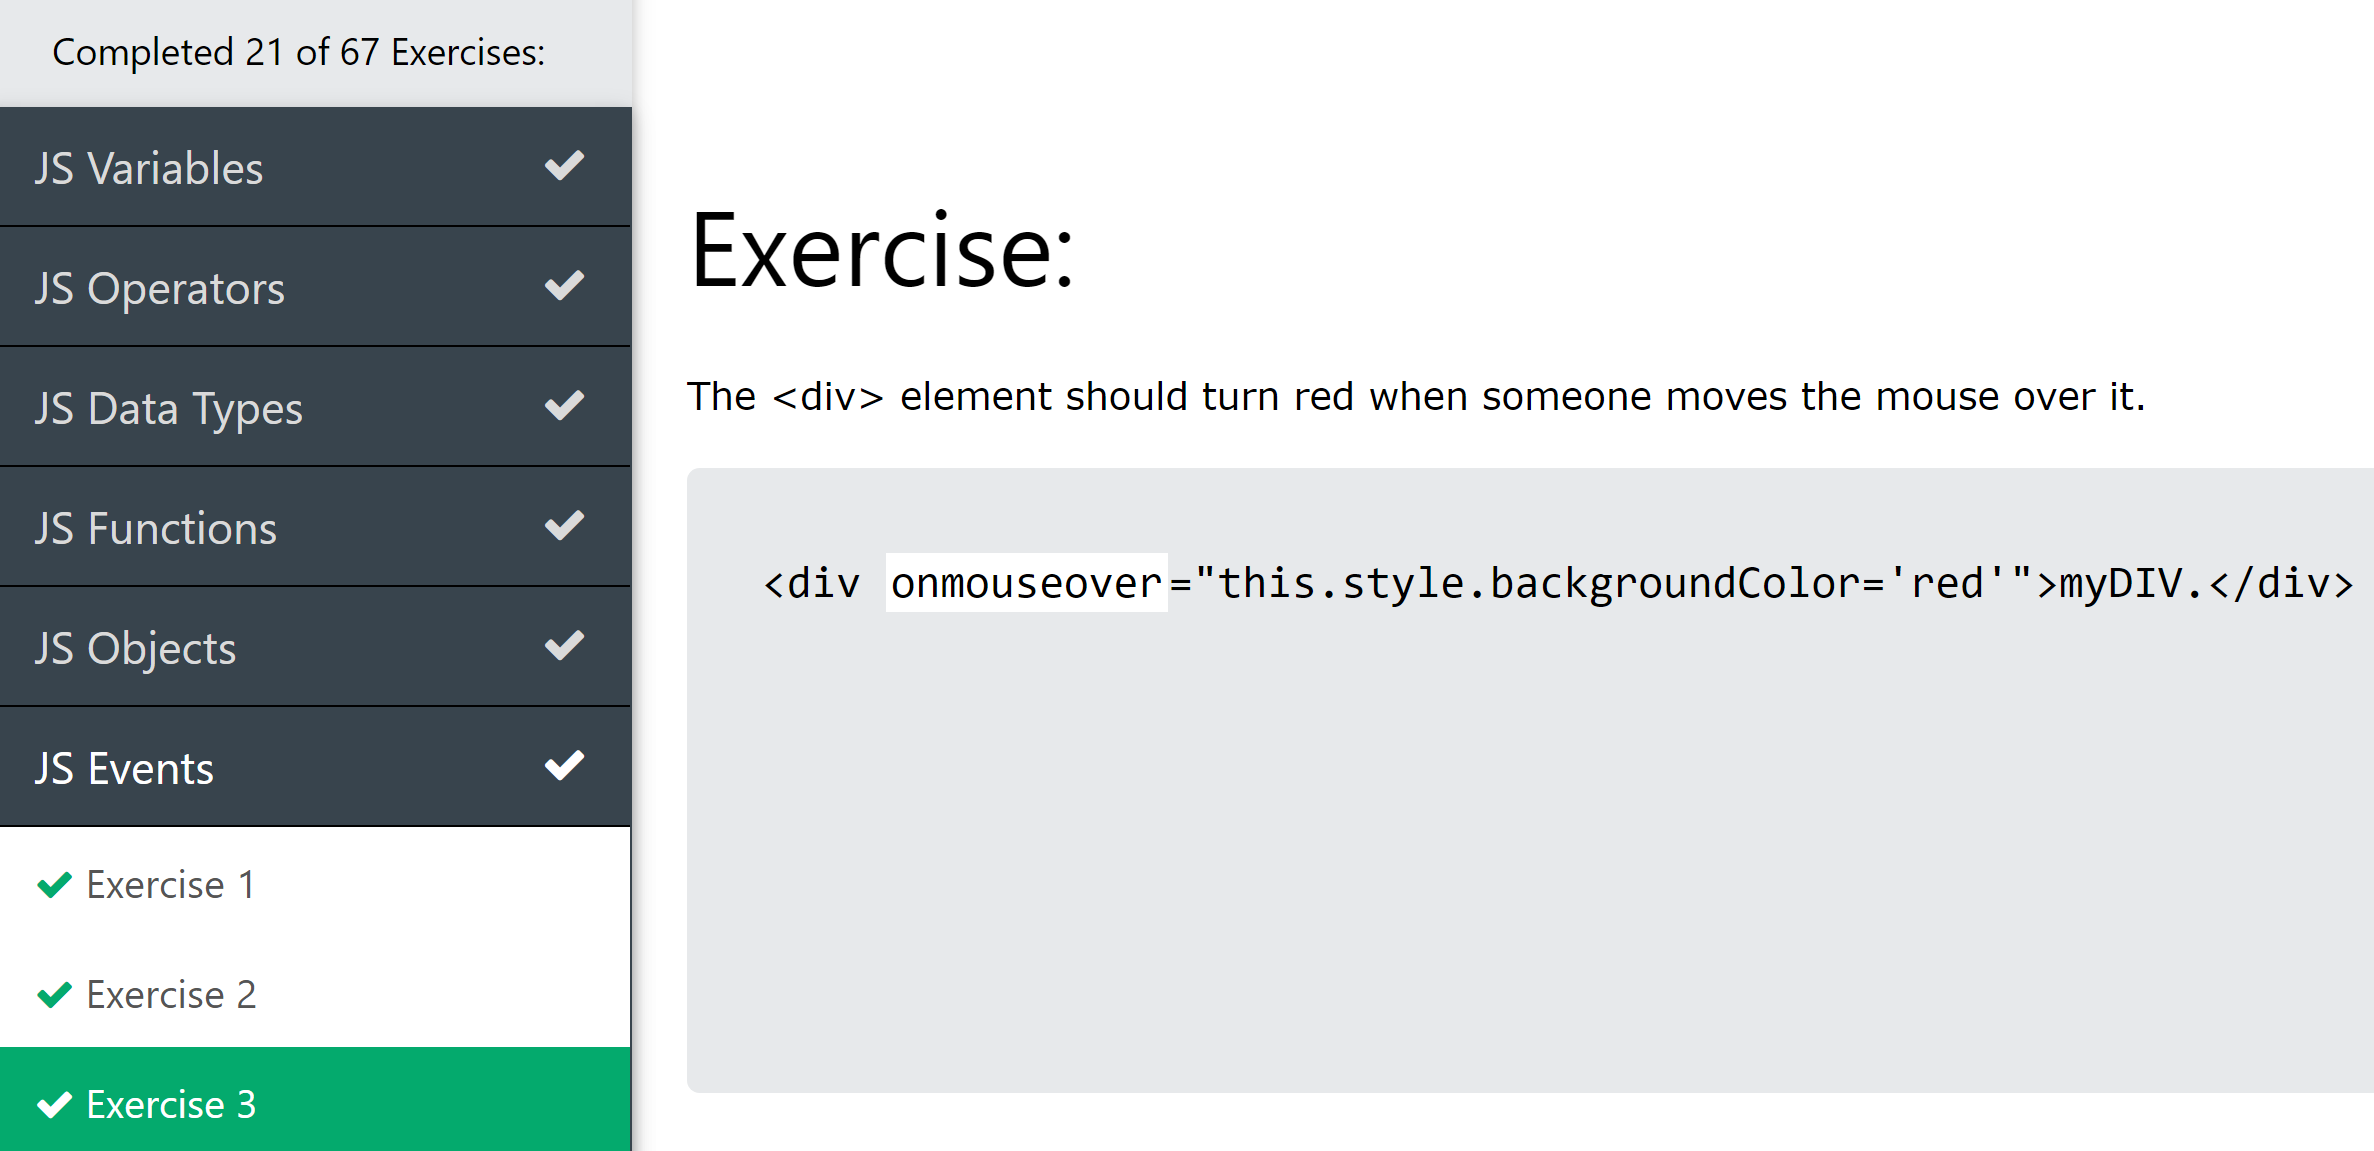 Completed 21 of 67 Exercises:
JS Variables
JS Operators
JS Data Types
JS Functions
JS Objects
JS Events
Exercise 1
Exercise 2
Exercise 3
Exercise:
The <div> element should turn red when someone moves the mouse over it.
<div onmouseover="this.style.backgroundColor='red'">myDIV.</div>